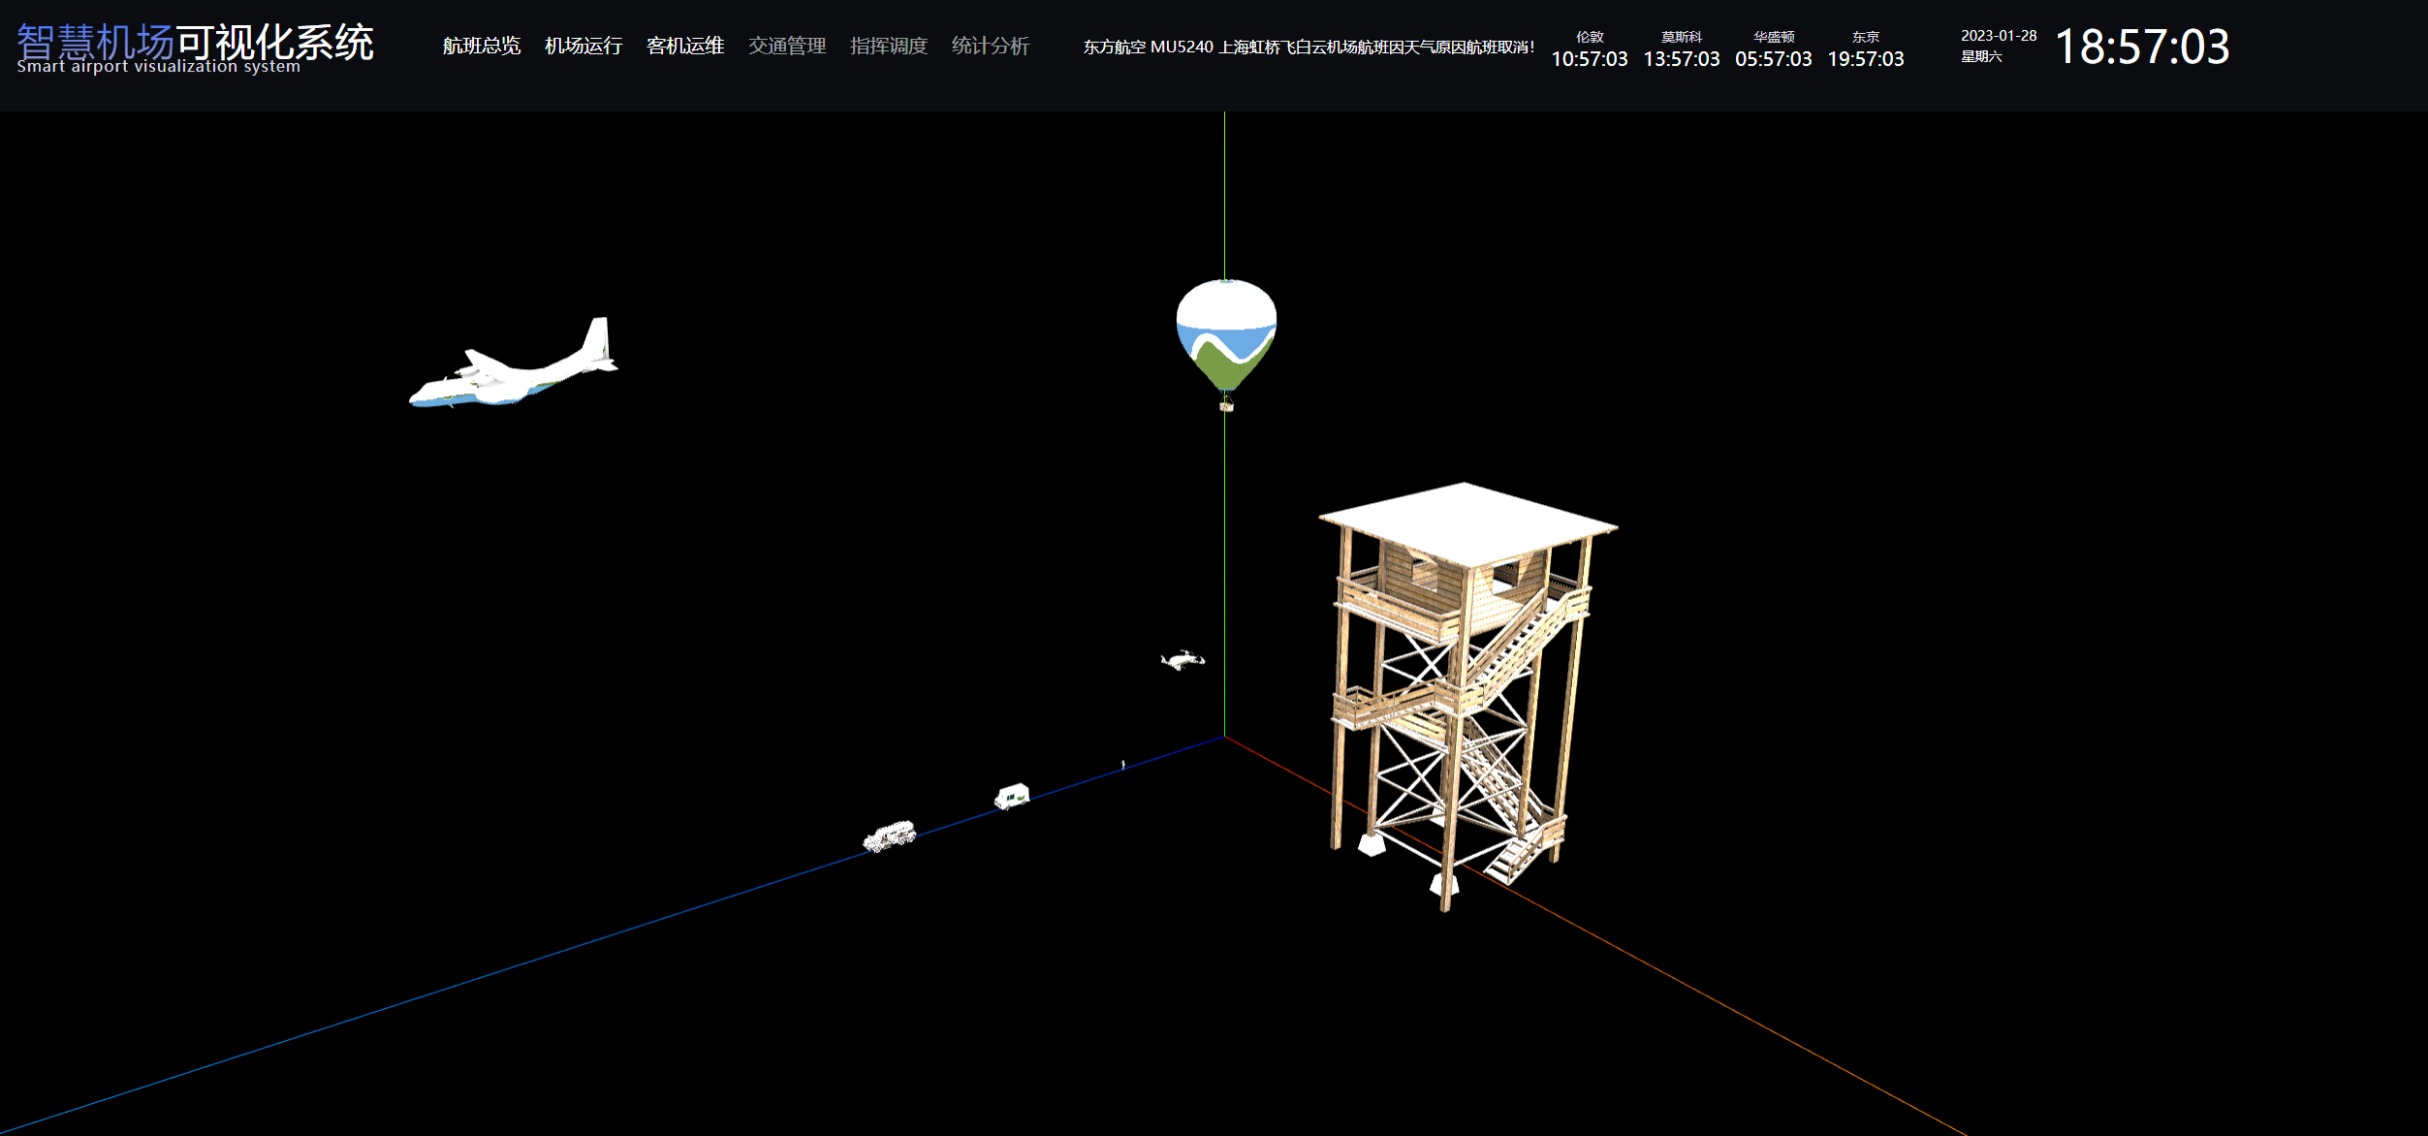 智慧机场可视化系统
Smart airport visualization system
航班总览 机场运行 客机运维 交通管理 指挥调度 统计分析
东方航空 MU5240 上海虹桥飞白云机场航班因天气原因航班取消!
伦敦 莫斯科 华盛顿 东京
10:57:03 13:57:03 05:57:03 19:57:03
2023-01-28
星期六
18:57:03